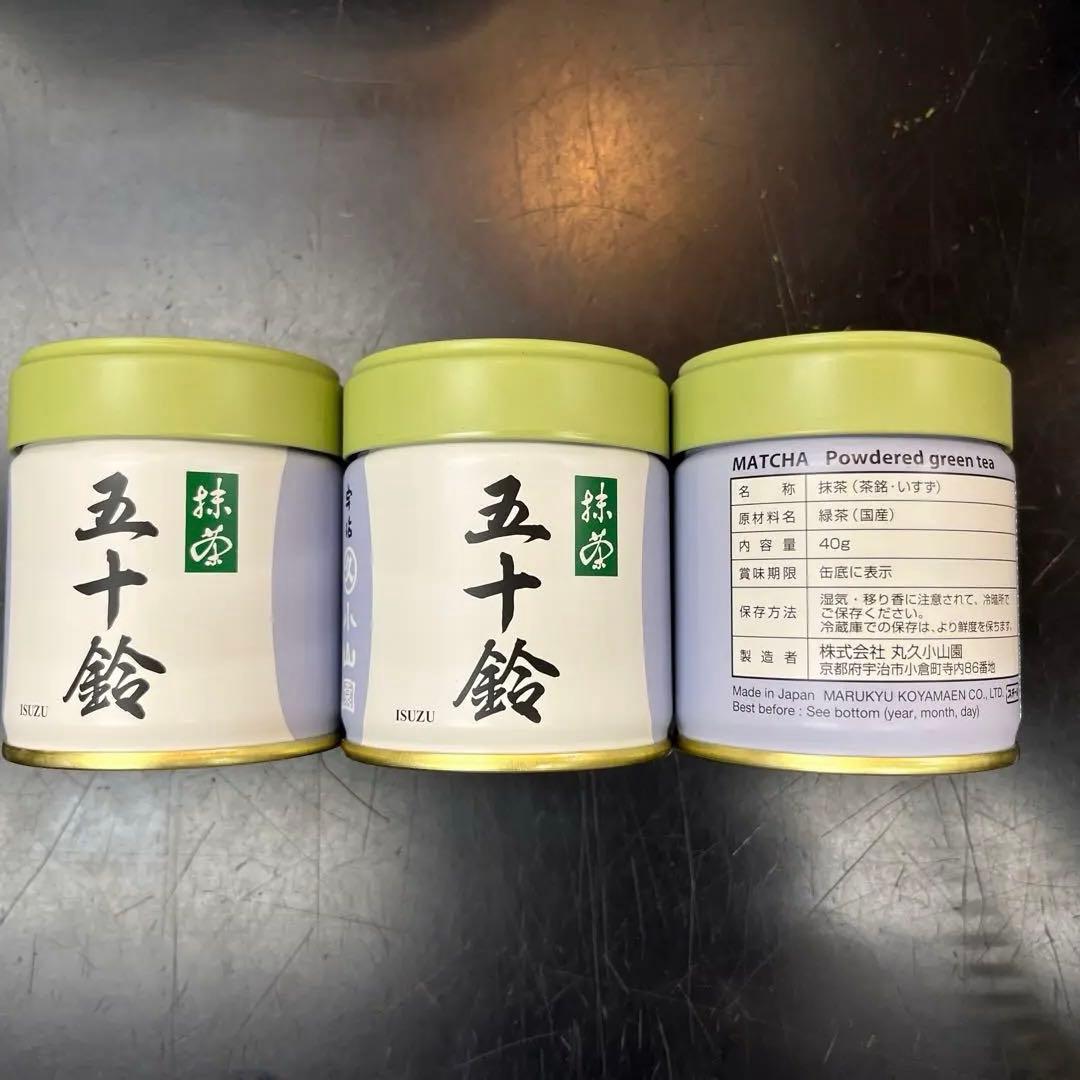 抹茶
五十鈴
ISUZU
宇治
久小山園
抹茶
五十鈴
ISUZU
MATCHA Powdered green tea
名称 抹茶(茶銘・いすず)
原材料名 緑茶(国産)
内容量 40g
賞味期限 缶底に表示
保存方法 湿気・移り香に注意されて、冷暗所で
ご保存ください。
冷蔵庫での保存は、より鮮度を保ちます。
製造者 株式会社 丸久小山園
京都府宇治市小倉町寺内86番地
Made in Japan MARUKYU KOYAMAEN CO., LTD.
Best before : See bottom (year, month, day)